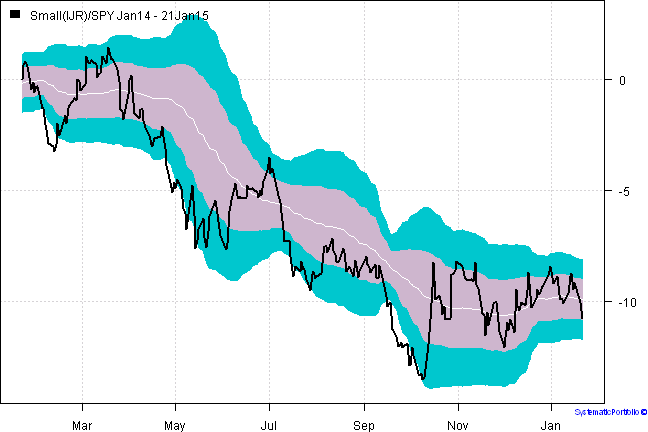 Small(IJR)/SPY Jan14 - 21Jan15
0
-5
-10
Mar May Jul Sep Nov Jan
SystematicPortfolio ©